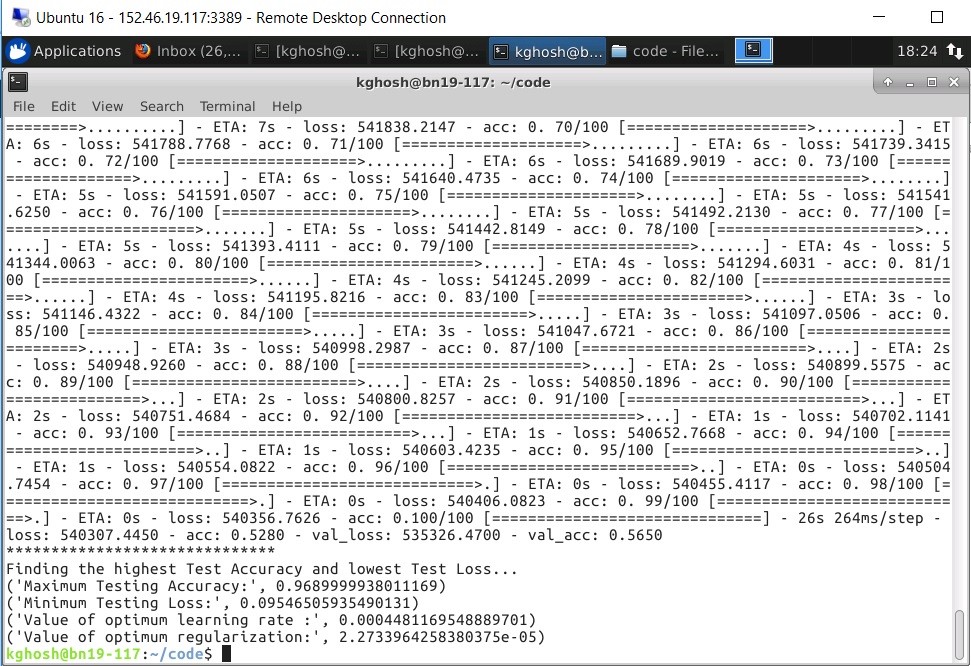 Ubuntu 16 - 152.46.19.117:3389 - Remote Desktop Connection
Applications Inbox (26,... [kghosh@... [kghosh@... kghosh@b... code - File... 18:24
kghosh@bn19-117: ~/code
File Edit View Search Terminal Help
========>..........] - ETA: 7s - loss: 541838.2147 - acc: 0. 70/100 [====================>.........] - ET
A: 6s - loss: 541788.7768 - acc: 0. 71/100 [====================>.........] - ETA: 6s - loss: 541739.3415
 - acc: 0. 72/100 [====================>.........] - ETA: 6s - loss: 541689.9019 - acc: 0. 73/100 [======
===============>.........] - ETA: 6s - loss: 541640.4735 - acc: 0. 74/100 [=====================>........]
 - ETA: 5s - loss: 541591.0507 - acc: 0. 75/100 [=====================>........] - ETA: 5s - loss: 541541
.6250 - acc: 0. 76/100 [=====================>........] - ETA: 5s - loss: 541492.2130 - acc: 0. 77/100 [=
=====================>.......] - ETA: 5s - loss: 541442.8149 - acc: 0. 78/100 [======================>...
....] - ETA: 5s - loss: 541393.4111 - acc: 0. 79/100 [======================>.......] - ETA: 4s - loss: 5
41344.0063 - acc: 0. 80/100 [=======================>......] - ETA: 4s - loss: 541294.6031 - acc: 0. 81/1
00 [=======================>......] - ETA: 4s - loss: 541245.2099 - acc: 0. 82/100 [=====================
==>......] - ETA: 4s - loss: 541195.8216 - acc: 0. 83/100 [=======================>......] - ETA: 3s - lo
ss: 541146.4322 - acc: 0. 84/100 [========================>.....] - ETA: 3s - loss: 541097.0506 - acc: 0.
 85/100 [========================>.....] - ETA: 3s - loss: 541047.6721 - acc: 0. 86/100 [================
========>.....] - ETA: 3s - loss: 540998.2987 - acc: 0. 87/100 [=========================>....] - ETA: 2s
 - loss: 540948.9260 - acc: 0. 88/100 [=========================>....] - ETA: 2s - loss: 540899.5575 - ac
c: 0. 89/100 [=========================>....] - ETA: 2s - loss: 540850.1896 - acc: 0. 90/100 [===========
===============>...] - ETA: 2s - loss: 540800.8257 - acc: 0. 91/100 [==========================>...] - ET
A: 2s - loss: 540751.4684 - acc: 0. 92/100 [==========================>...] - ETA: 1s - loss: 540702.1141
 - acc: 0. 93/100 [==========================>...] - ETA: 1s - loss: 540652.7668 - acc: 0. 94/100 [======
=====================>..] - ETA: 1s - loss: 540603.4235 - acc: 0. 95/100 [===========================>..]
 - ETA: 1s - loss: 540554.0822 - acc: 0. 96/100 [===========================>..] - ETA: 0s - loss: 540504
.7454 - acc: 0. 97/100 [============================>.] - ETA: 0s - loss: 540455.4117 - acc: 0. 98/100 [=
===========================>.] - ETA: 0s - loss: 540406.0823 - acc: 0. 99/100 [==========================
==>.] - ETA: 0s - loss: 540356.7626 - acc: 0.100/100 [==============================] - 26s 264ms/step -
loss: 540307.4450 - acc: 0.5280 - val_loss: 535326.4700 - val_acc: 0.5650
******************************
Finding the highest Test Accuracy and lowest Test Loss...
('Maximum Testing Accuracy:', 0.9689999938011169)
('Minimum Testing Loss:', 0.09546505935490131)
('Value of optimum learning rate :', 0.0004481169548889701)
('Value of optimum regularization:', 2.2733964258380375e-05)
kghosh@bn19-117:~/code$